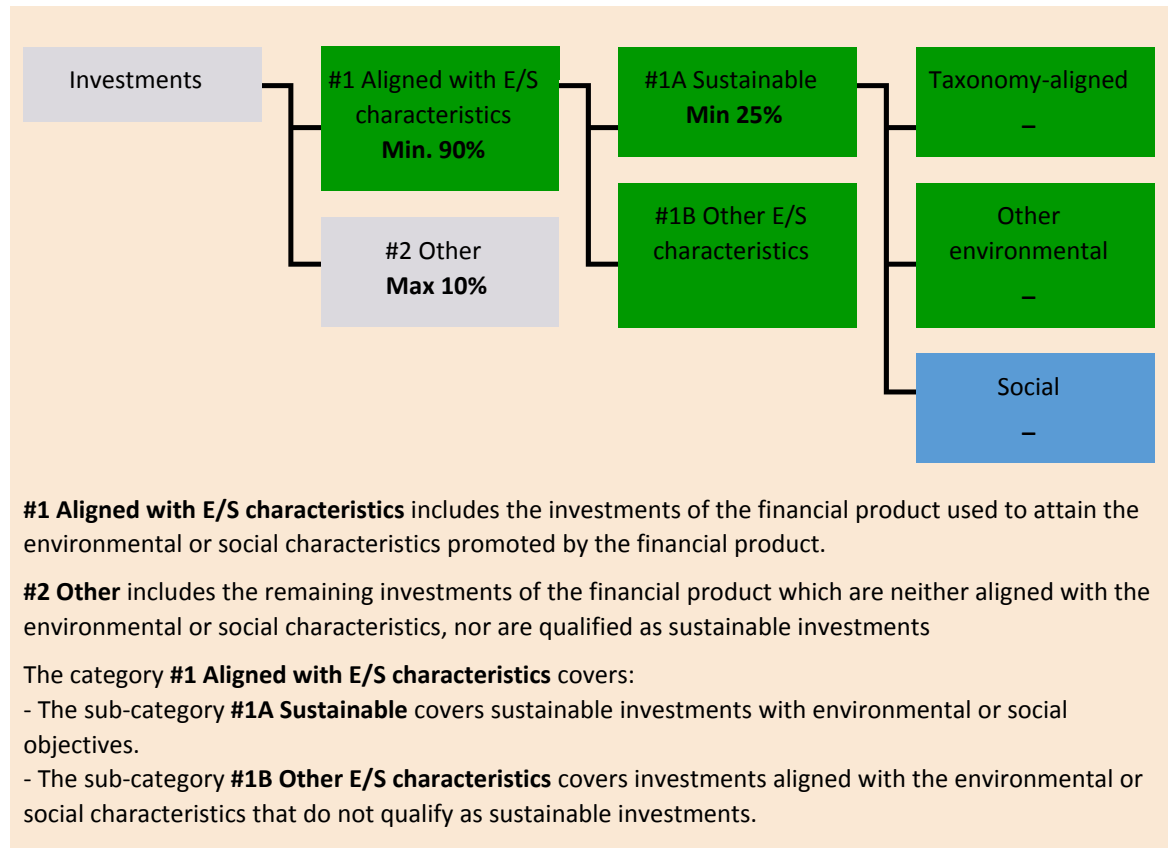 Investments
#1 Aligned with E/S
characteristics
Min. 90%
#2 Other
Max 10%
#1A Sustainable
Min 25%
#1B Other E/S
characteristics
Taxonomy-aligned
–
Other
environmental
–
Social
–
#1 Aligned with E/S characteristics includes the investments of the financial product used to attain the
environmental or social characteristics promoted by the financial product.
#2 Other includes the remaining investments of the financial product which are neither aligned with the
environmental or social characteristics, nor are qualified as sustainable investments
The category #1 Aligned with E/S characteristics covers:
- The sub-category #1A Sustainable covers sustainable investments with environmental or social
objectives.
- The sub-category #1B Other E/S characteristics covers investments aligned with the environmental or
social characteristics that do not qualify as sustainable investments.